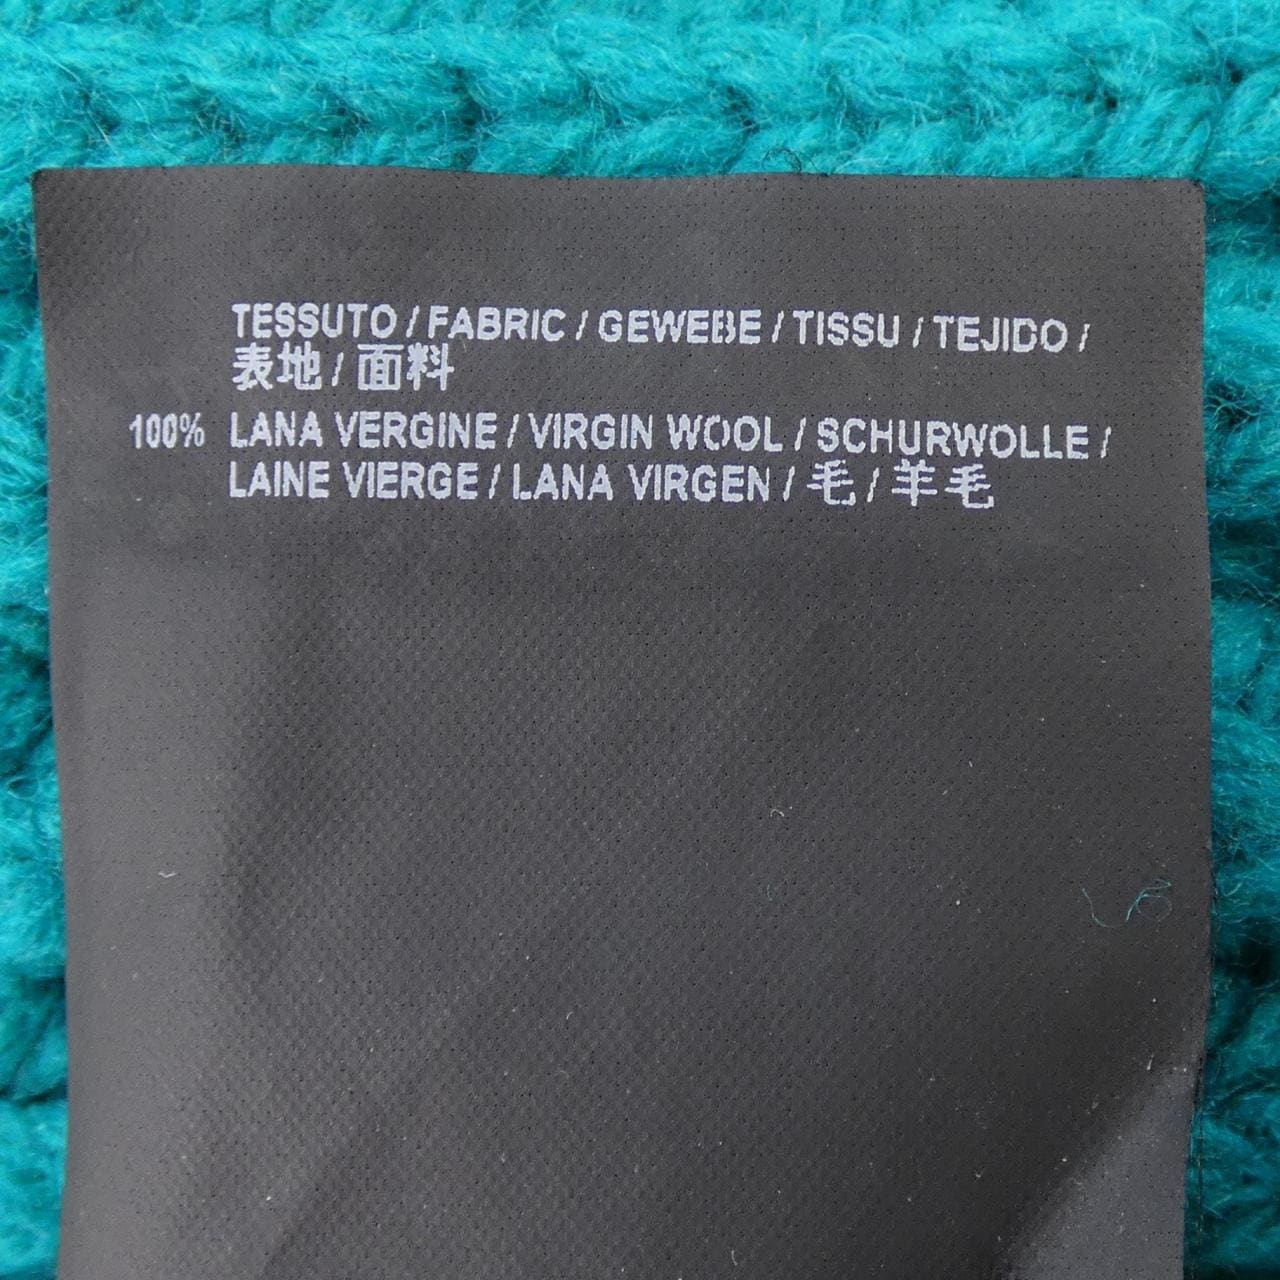 TESSUTO / FABRIC / GEWEBE / TISSU / TEJIDO /
表地 / 面料
100% LANA VERGINE / VIRGIN WOOL / SCHURWOLLE /
LAINE VIERGE / LANA VIRGEN / 毛 / 羊毛